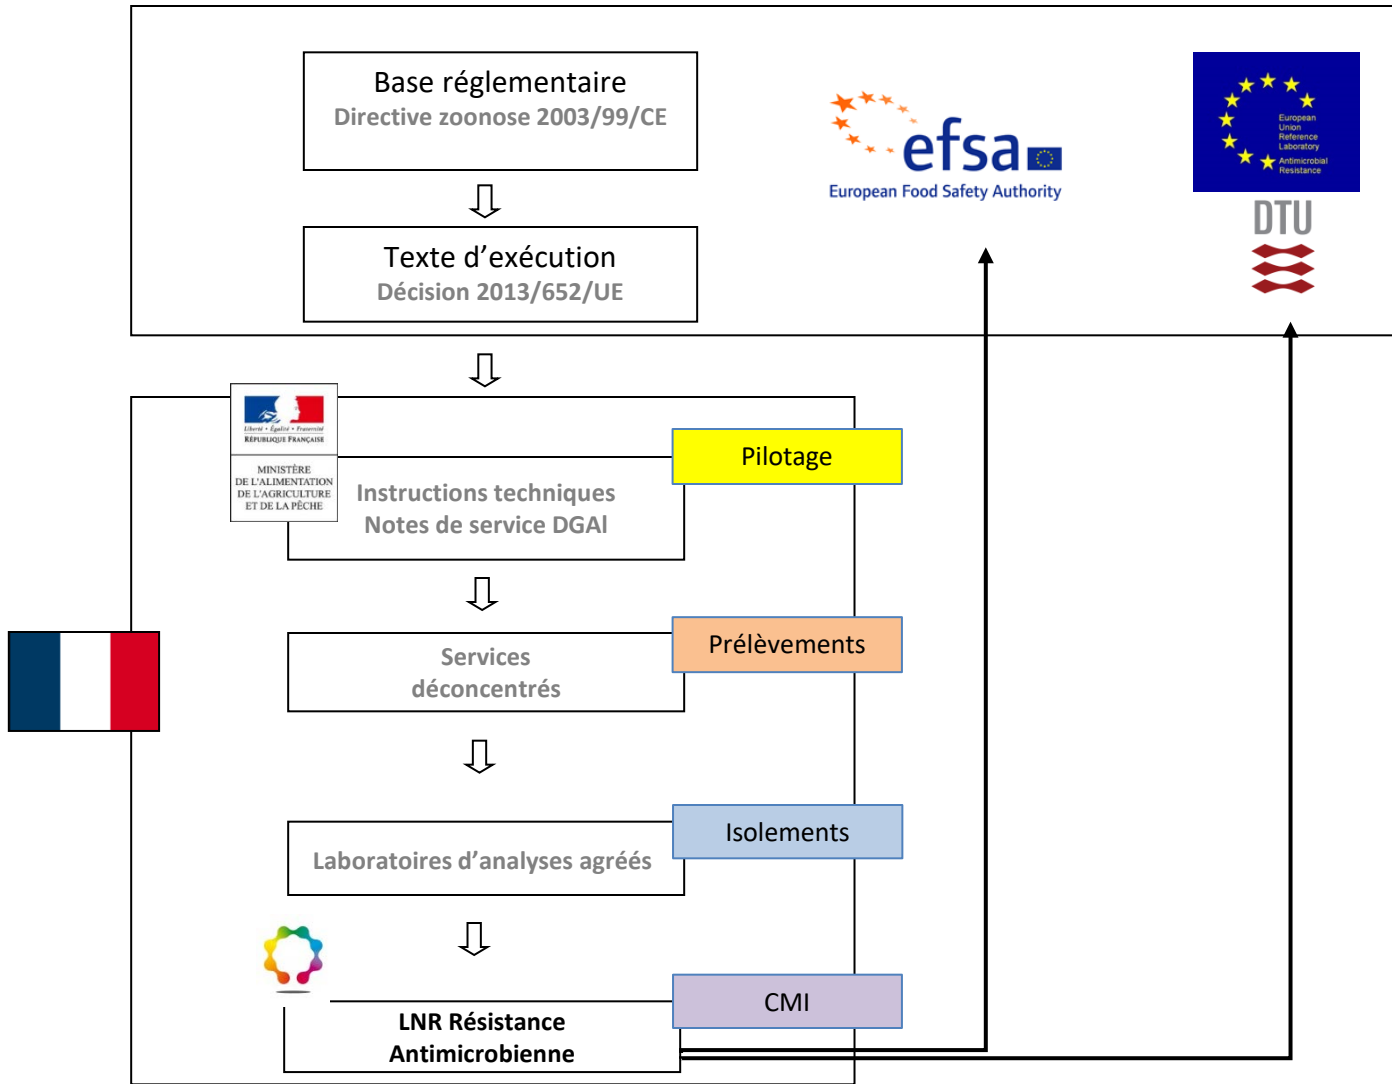 Base réglementaire
Directive zoonose 2003/99/CE
efsa
European Food Safety Authority
European
Union
Reference
Laboratory
Antimicrobial
Resistance
DTU
Texte d’exécution
Décision 2013/652/UE
Liberté • Égalité • Fraternité
RÉPUBLIQUE FRANÇAISE
MINISTÈRE
DE L'ALIMENTATION
DE L'AGRICULTURE
ET DE LA PÊCHE
Pilotage
Instructions techniques
Notes de service DGAl
Prélèvements
Services
déconcentrés
Isolements
Laboratoires d’analyses agréés
CMI
LNR Résistance
Antimicrobienne